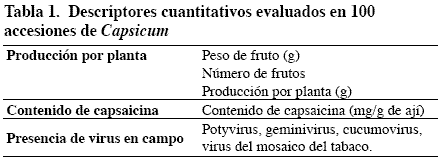 Tabla 1. Descriptores cuantitativos evaluados en 100
accesiones de Capsicum
Producción por planta Peso de fruto (g)
Número de frutos
Producción por planta (g)
Contenido de capsaicina Contenido de capsaicina (mg/g de ají)
Presencia de virus en campo Potyvirus, geminivirus, cucumovirus,
virus del mosaico del tabaco.